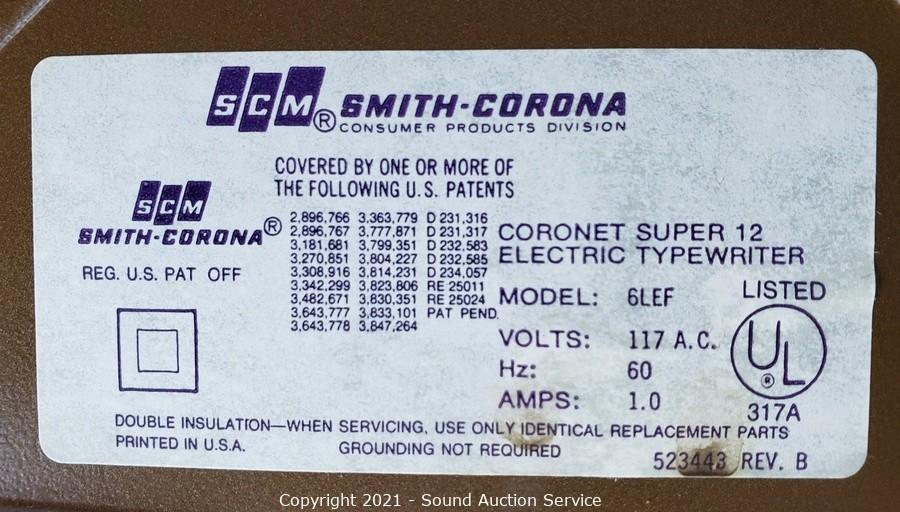 SCM® SMITH-CORONA
CONSUMER PRODUCTS DIVISION
COVERED BY ONE OR MORE OF
THE FOLLOWING U.S. PATENTS
SCM
SMITH-CORONA®
REG. U.S. PAT OFF
2,896,766 3,363,779 D 231,316
2,896,767 3,777,871 D 231,317
3,181,681 3,799,351 D 232,583
3,270,851 3,804,227 D 232,585
3,308,916 3,814,231 D 234,057
3,342,299 3,823,806 RE 25011
3,482,671 3,830,351 RE 25024
3,643,777 3,833,101 PAT PEND.
3,643,778 3,847,264
CORONET SUPER 12
ELECTRIC TYPEWRITER
MODEL: 6LEF
VOLTS: 117 A.C.
Hz: 60
AMPS: 1.0
LISTED
UL®
317A
DOUBLE INSULATION—WHEN SERVICING, USE ONLY IDENTICAL REPLACEMENT PARTS
PRINTED IN U.S.A. GROUNDING NOT REQUIRED
523443 REV. B
Copyright 2021 - Sound Auction Service